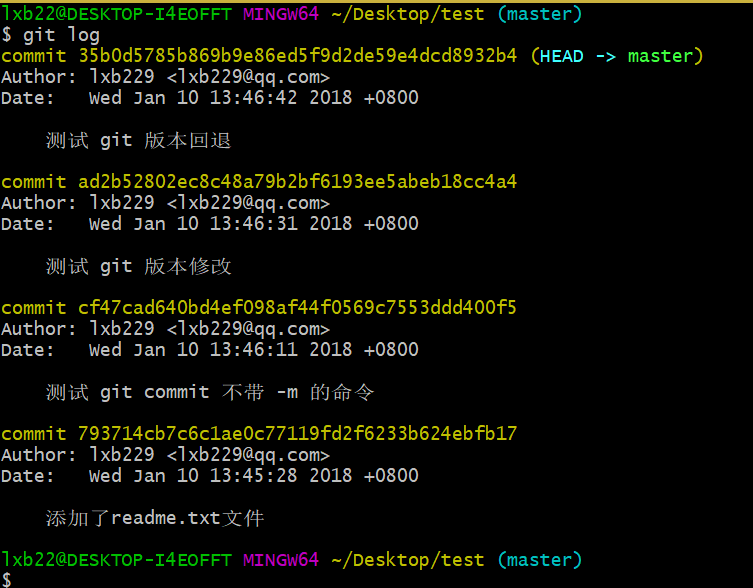 lxb22@DESKTOP-I4EOFFT MINGW64 ~/Desktop/test (master)
$ git log
commit 35b0d5785b869b9e86ed5f9d2de59e4dcd8932b4 (HEAD -> master)
Author: lxb229 <lxb229@qq.com>
Date:   Wed Jan 10 13:46:42 2018 +0800
测试 git 版本回退
commit ad2b52802ec8c48a79b2bf6193ee5abeb18cc4a4
Author: lxb229 <lxb229@qq.com>
Date:   Wed Jan 10 13:46:31 2018 +0800
测试 git 版本修改
commit cf47cad640bd4ef098af44f0569c7553ddd400f5
Author: lxb229 <lxb229@qq.com>
Date:   Wed Jan 10 13:46:11 2018 +0800
测试 git commit 不带 -m 的命令
commit 793714cb7c6c1ae0c77119fd2f6233b624ebfb17
Author: lxb229 <lxb229@qq.com>
Date:   Wed Jan 10 13:45:28 2018 +0800
添加了readme.txt文件
lxb22@DESKTOP-I4EOFFT MINGW64 ~/Desktop/test (master)
$